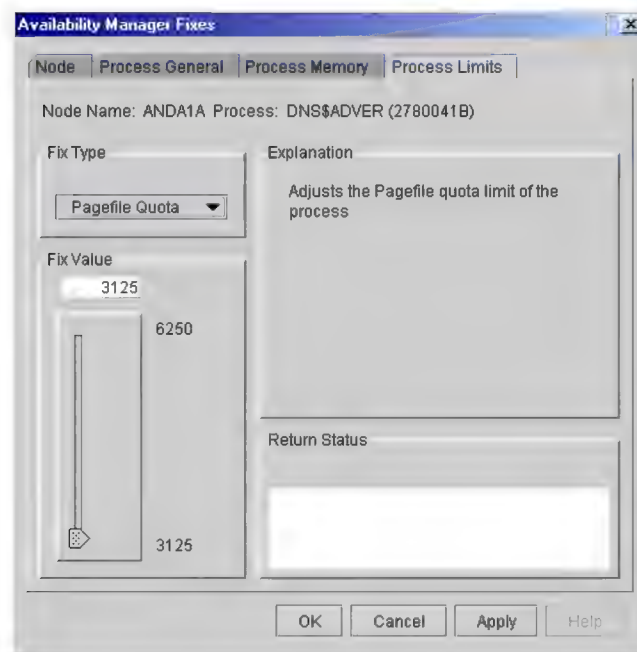 Availability Manager Fixes
Node Process General Process Memory Process Limits
Node Name: ANDA1A Process: DNS$ADVER (2780041B)
Fix Type
Pagefile Quota
Explanation
Adjusts the Pagefile quota limit of the
process
Fix Value
3125
6250
3125
Return Status
OK Cancel Apply Help